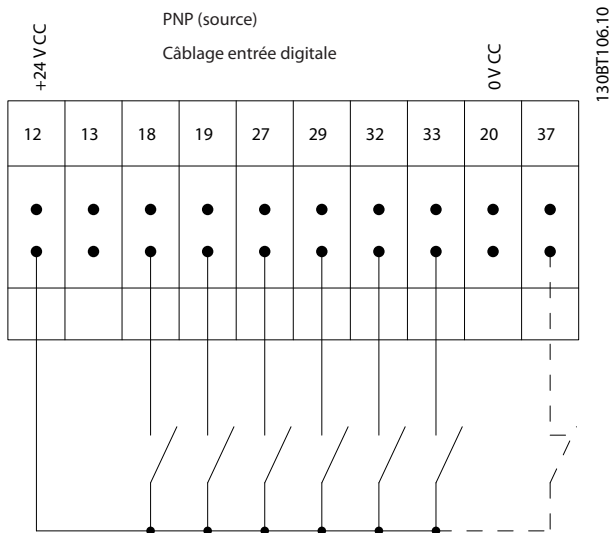 PNP (source)
Câblage entrée digitale
+24 V CC
0 V CC
130BT106.10
12 13 18 19 27 29 32 33 20 37